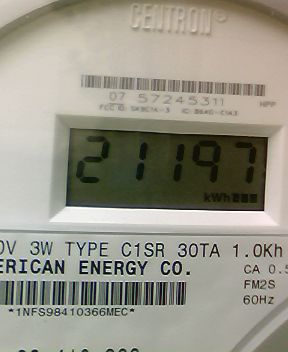 CENTRON®
07 57245311
HPP
21197
kWh
0V 3W TYPE C1SR 30TA 1.0Kh
ERICAN ENERGY CO.
CA 0.5
FM2S
60Hz
*1NFS98410366MEC*